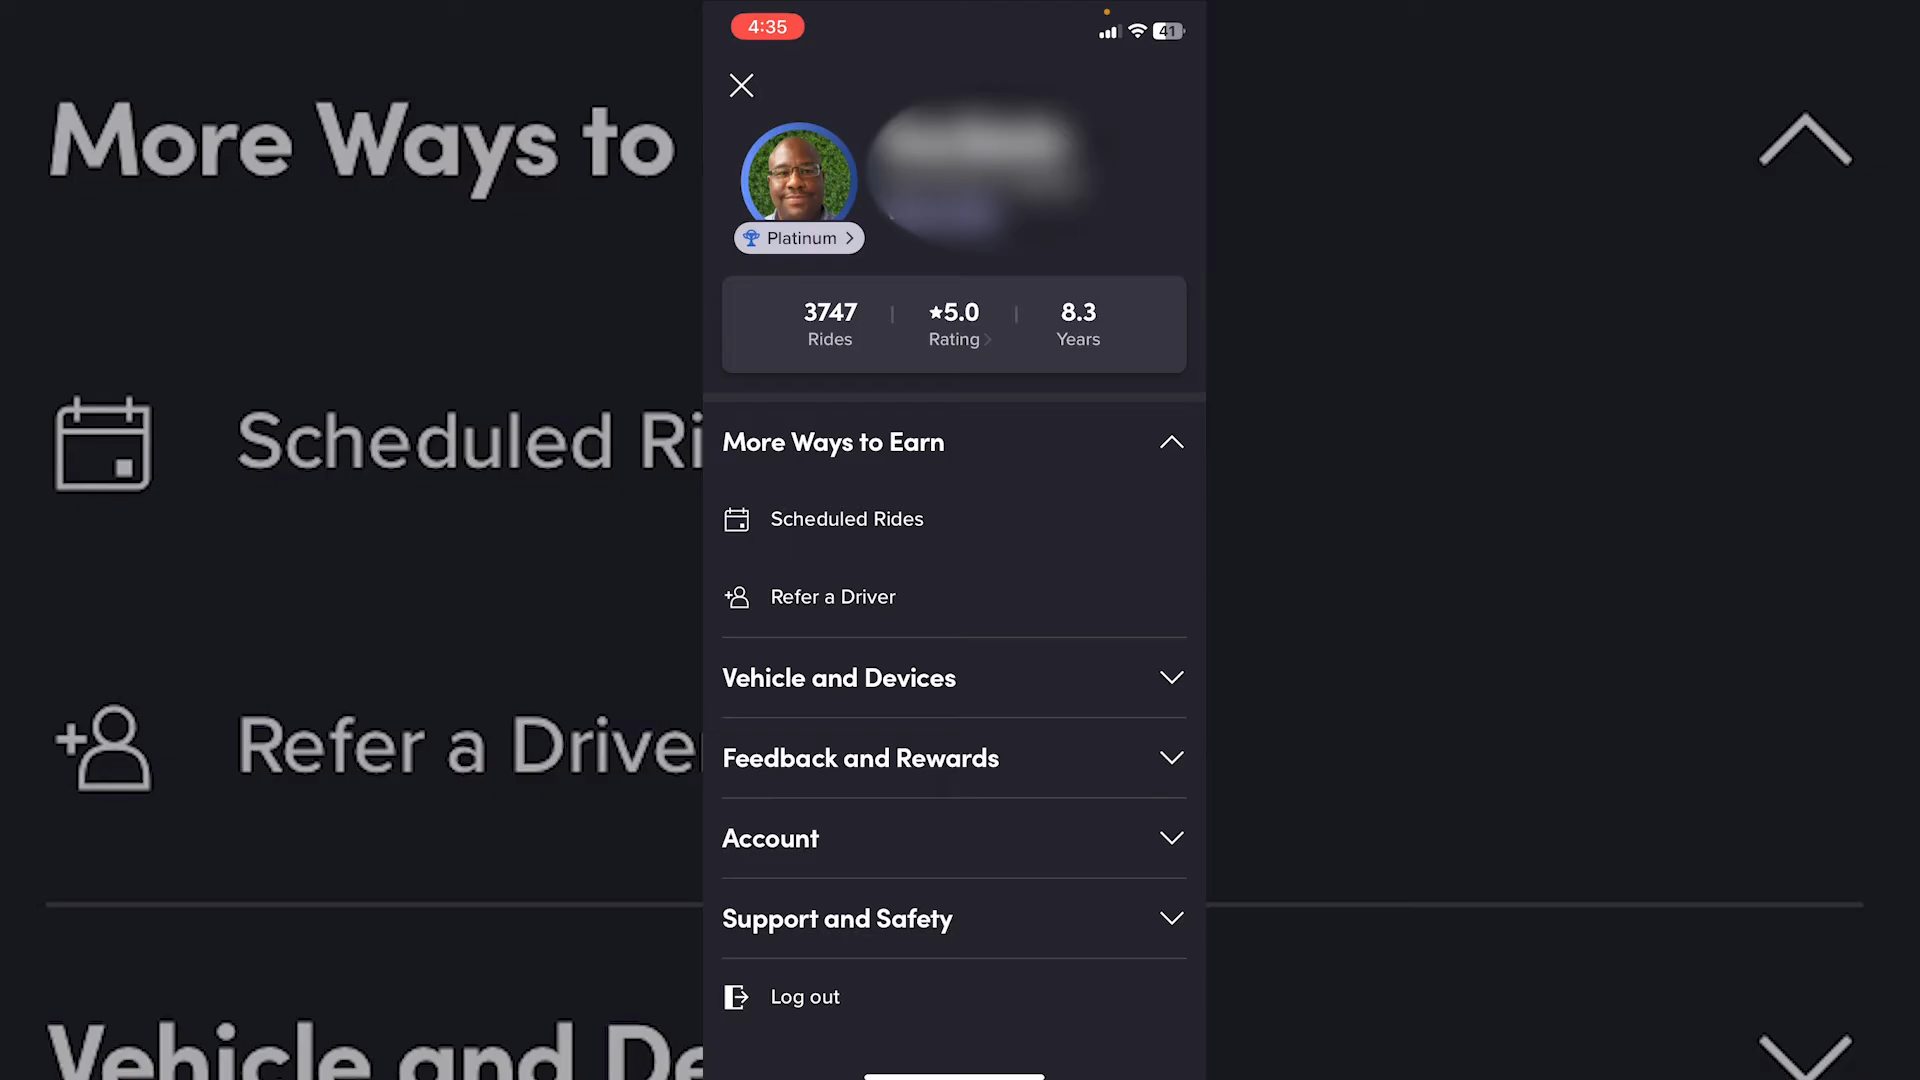 4:35
41
Platinum
3747 ★5.0 8.3
Rides Rating Years
More Ways to Earn
Scheduled Rides
Refer a Driver
Vehicle and Devices
Feedback and Rewards
Account
Support and Safety
Log out
More Ways to
Scheduled Ri
Refer a Drive
Vehicle and De